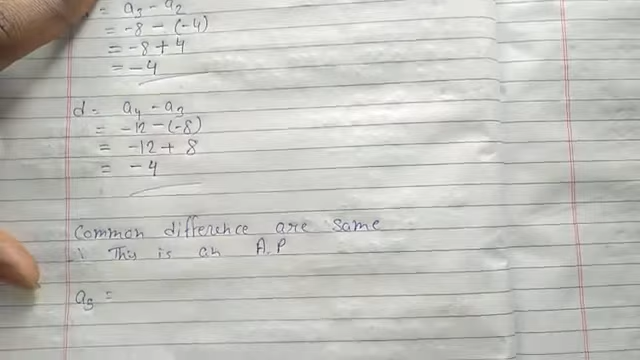 = a₃ - a₂
= -8 - (-4)
= -8 + 4
= -4
d = a₄ - a₃
= -12 - (-8)
= -12 + 8
= -4
Common difference are same
∴ This is an A.P
a₅ =